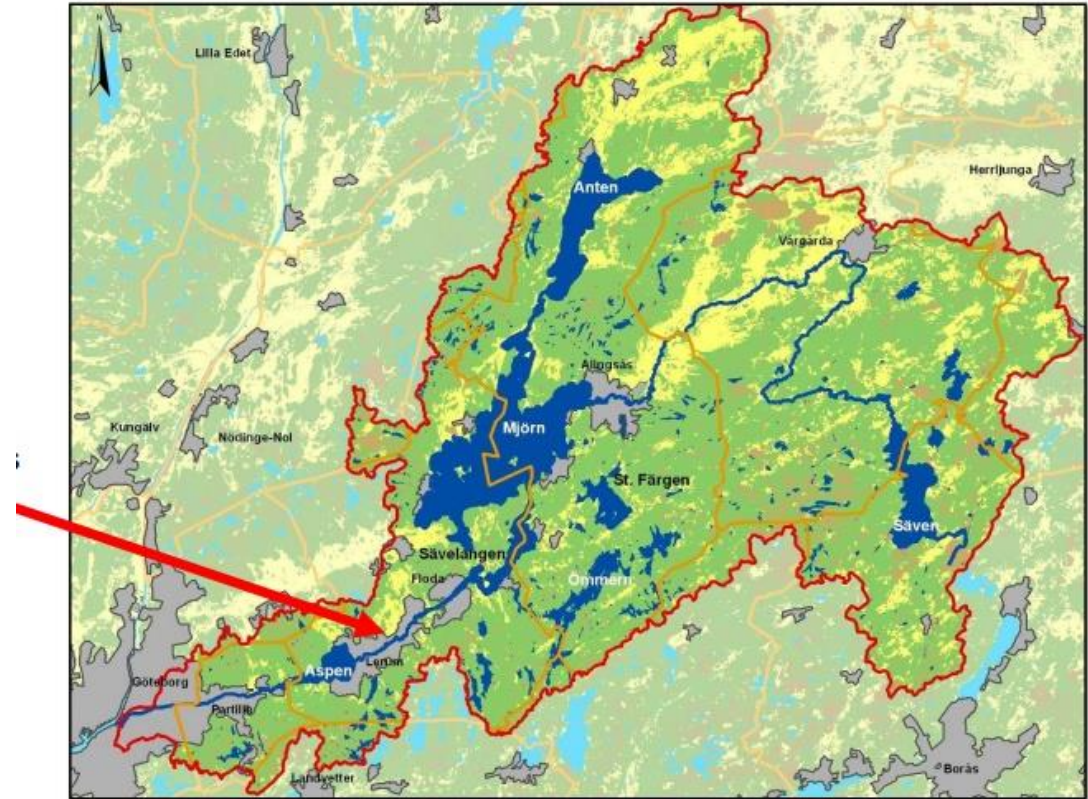 N
Lilla Edet
Herrljunga
Anten
Vårgårda
Alingsås
Mjörn
Kungälv
Nödinge-Nol
St. Färgen
s
Säven
Sävelången
Floda
Ömmern
Aspen
Lerum
Göteborg
Partille
Landvetter
Borås